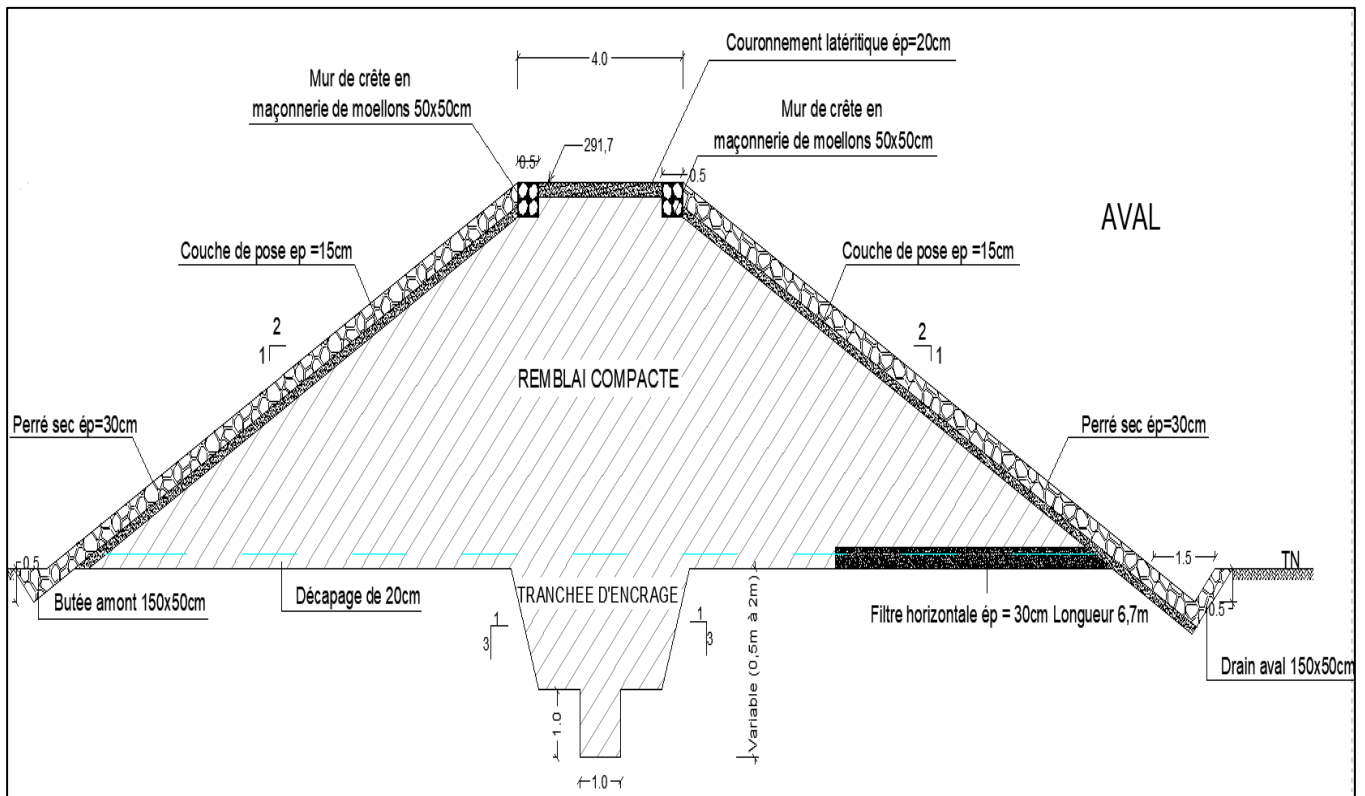 Couronnement latéritique ép=20cm
4.0
Mur de crête en
maçonnerie de moellons 50x50cm
Mur de crête en
maçonnerie de moellons 50x50cm
0.5
291,7
0.5
AVAL
Couche de pose ep =15cm
Couche de pose ep =15cm
2
1
2
1
REMBLAI COMPACTE
Perré sec ép=30cm
Perré sec ép=30cm
0.5
1.5
TN
Butée amont 150x50cm
Décapage de 20cm
TRANCHEE D'ENCRAGE
Filtre horizontale ép = 30cm Longueur 6,7m
0.5
1
3
1
3
Variable (0,5m à 2m)
Drain aval 150x50cm
1.0
1.0